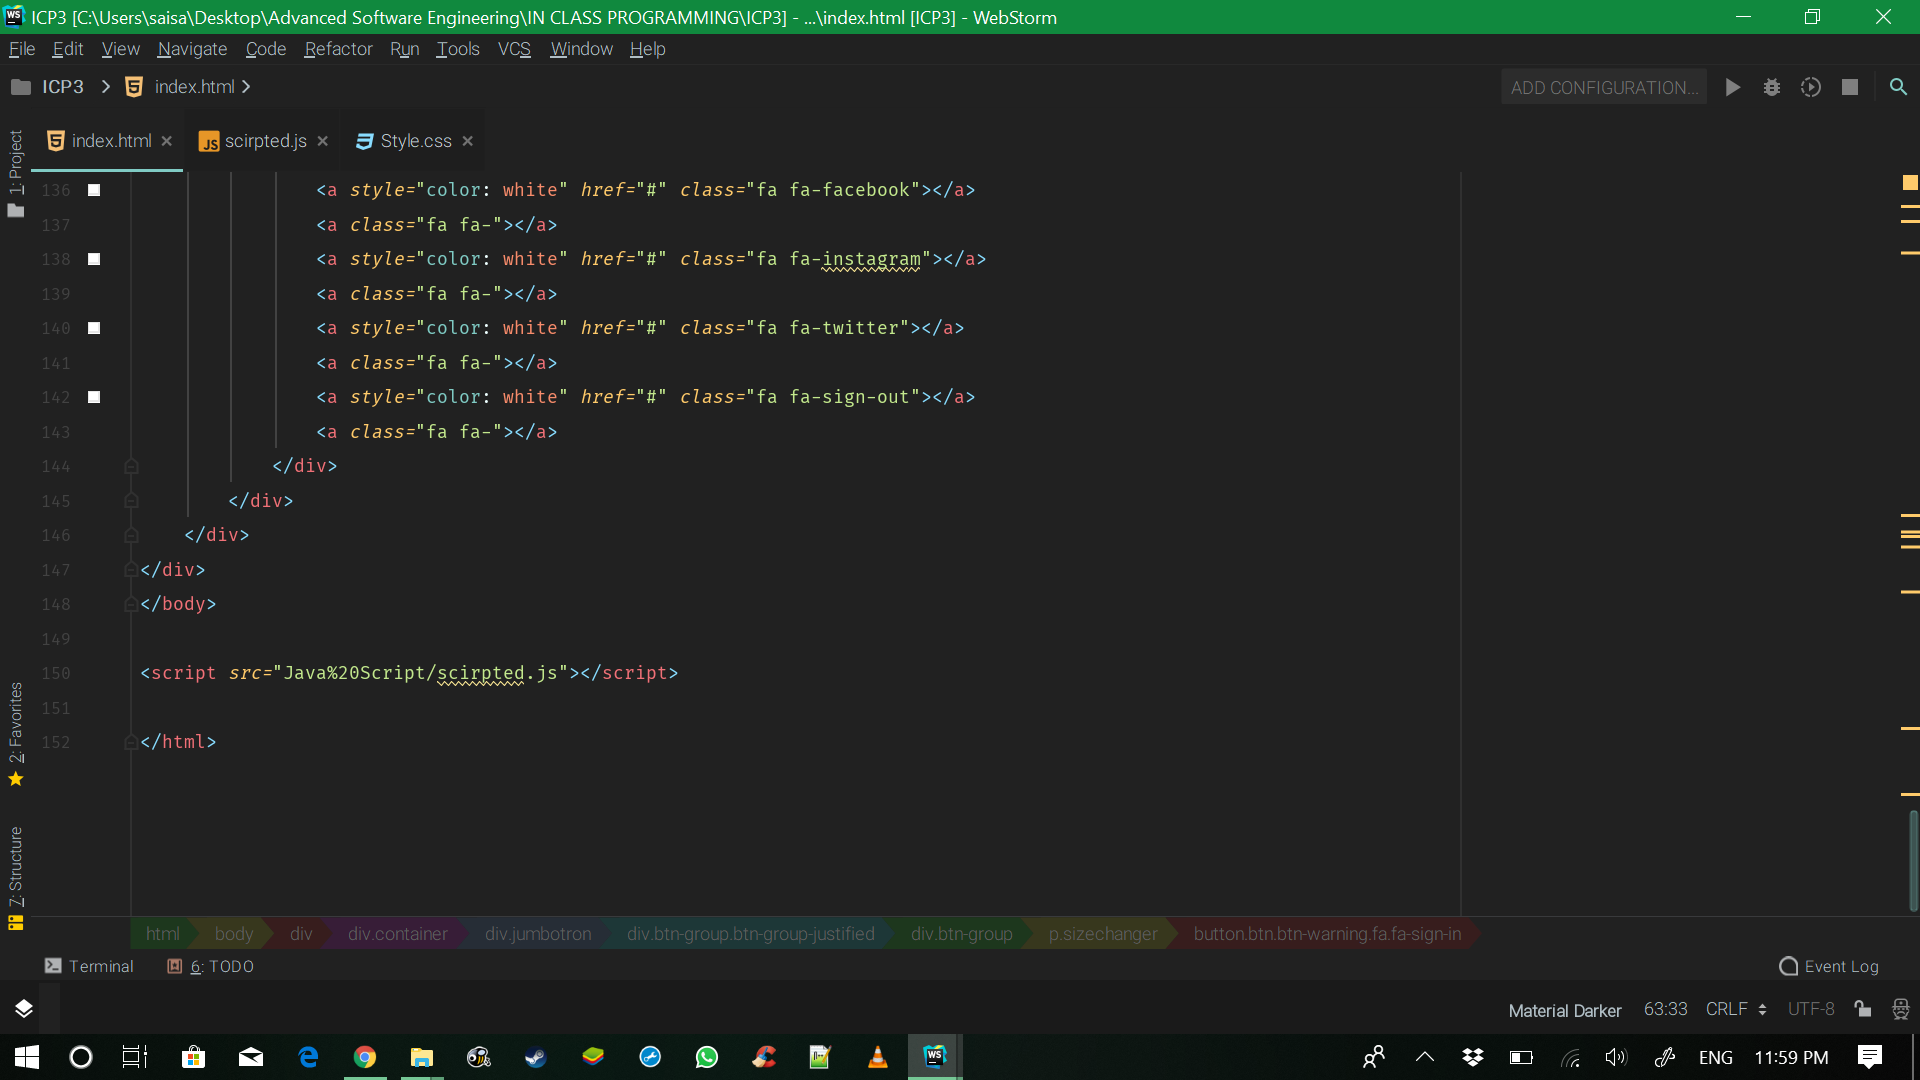 ICP3 [C:\Users\saisa\Desktop\Advanced Software Engineering\IN CLASS PROGRAMMING\ICP3] - ...\index.html [ICP3] - WebStorm
File Edit View Navigate Code Refactor Run Tools VCS Window Help
ICP3 index.html ADD CONFIGURATION...
index.html scirpted.js Style.css
1: Project
136 <a style="color: white" href="#" class="fa fa-facebook"></a>
137 <a class="fa fa-"></a>
138 <a style="color: white" href="#" class="fa fa-instagram"></a>
139 <a class="fa fa-"></a>
140 <a style="color: white" href="#" class="fa fa-twitter"></a>
141 <a class="fa fa-"></a>
142 <a style="color: white" href="#" class="fa fa-sign-out"></a>
143 <a class="fa fa-"></a>
144 </div>
145 </div>
146 </div>
147 </div>
148 </body>
149
150 <script src="Java%20Script/scirpted.js"></script>
151
152 </html>
2: Favorites
7: Structure
html body div div.container div.jumbotron div.btn-group.btn-group-justified div.btn-group p.sizechanger button.btn.btn-warning.fa.fa-sign-in
Terminal 6: TODO Event Log
Material Darker 63:33 CRLF UTF-8
ENG 11:59 PM